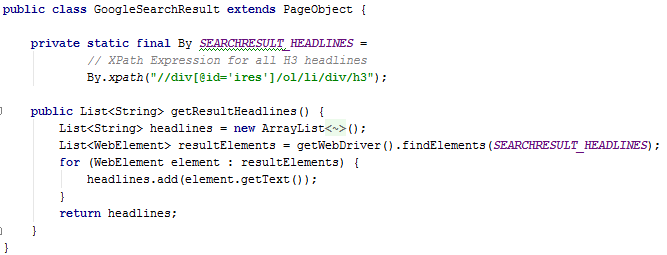 public class GoogleSearchResult extends PageObject {
private static final By SEARCHRESULT_HEADLINES =
// XPath Expression for all H3 headlines
By.xpath("//div[@id='ires']/ol/li/div/h3");
public List<String> getResultHeadlines() {
List<String> headlines = new ArrayList<~>();
List<WebElement> resultElements = getWebDriver().findElements(SEARCHRESULT_HEADLINES);
for (WebElement element : resultElements) {
headlines.add(element.getText());
}
return headlines;
}
}